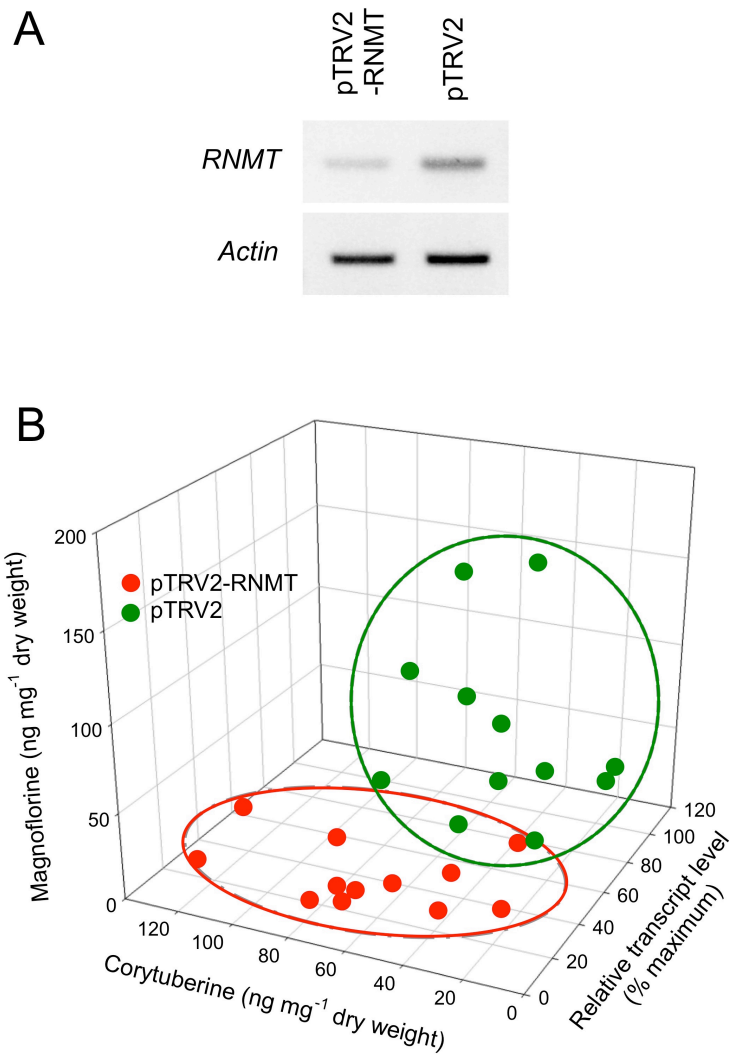 A
pTRV2
-RNMT
pTRV2
RNMT
Actin
B
200
150
100
50
0
pTRV2-RNMT
pTRV2
Magnoflorine (ng mg-1 dry weight)
120
100
80
60
40
20
0
Corytuberine (ng mg-1 dry weight)
120
100
80
60
40
20
0
Relative transcript level
(% maximum)